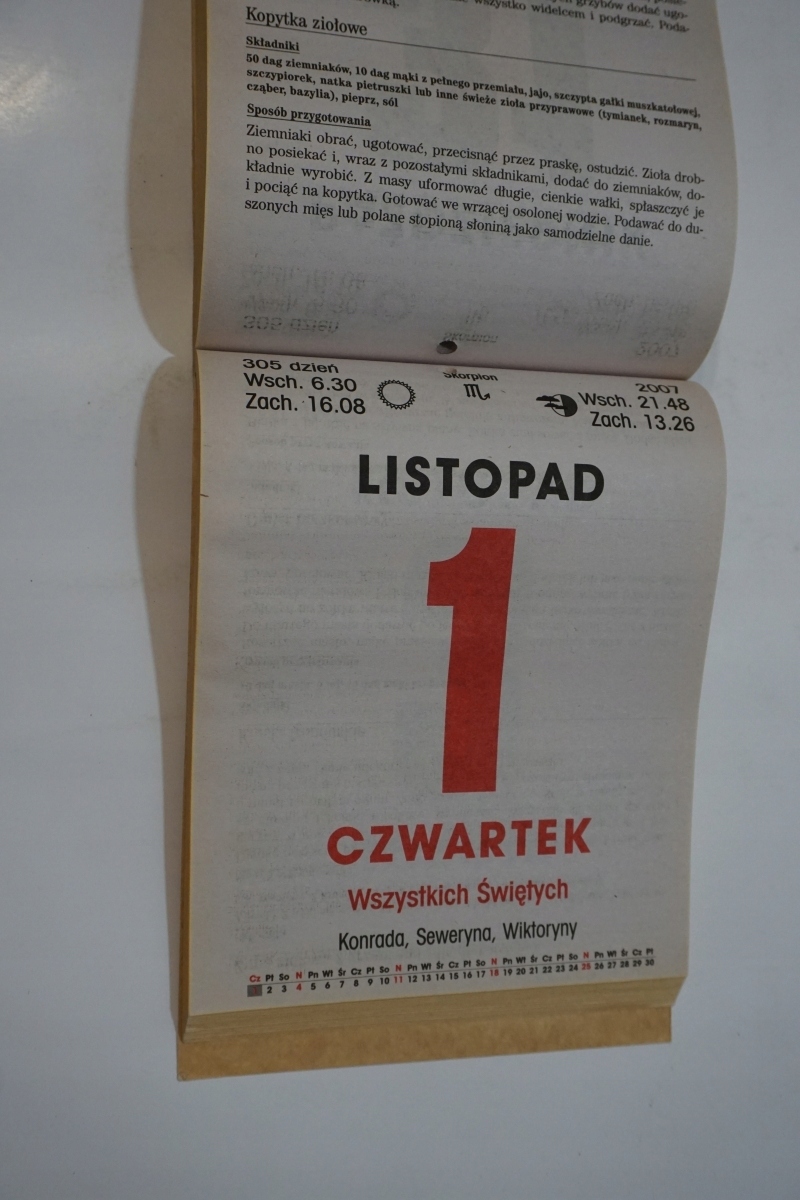 grzybów dodać ugo-
wszystko widelcem i podgrzać. Poda-
Kopytka ziołowe
Składniki
50 dag ziemniaków, 10 dag mąki z pełnego przemiału, jajo, szczypta gałki muszkatołowej,
szczypiorek, natka pietruszki lub inne świeże zioła przyprawowe (tymianek, rozmaryn,
cząber, bazylia), pieprz, sól
Sposób przygotowania
Ziemniaki obrać, ugotować, przecisnąć przez praskę, ostudzić. Zioła drob-
no posiekać i, wraz z pozostałymi składnikami, dodać do ziemniaków, do-
kładnie wyrobić. Z masy uformować długie, cienkie wałki, spłaszczyć je
i pociąć na kopytka. Gotować we wrzącej osolonej wodzie. Podawać do du-
szonych mięs lub polane stopioną słoniną jako samodzielne danie.
305 dzień
Wsch. 6.30
Zach. 16.08
Skorpion
2007
Wsch. 21.48
Zach. 13.26
LISTOPAD
1
CZWARTEK
Wszystkich Świętych
Konrada, Seweryna, Wiktoryny
Cz Pt So N Pn Wt Śr Cz Pt So N Pn Wt Śr Cz Pt So N Pn Wt Śr Cz Pt So N Pn Wt Śr Cz Pt
1 2 3 4 5 6 7 8 9 10 11 12 13 14 15 16 17 18 19 20 21 22 23 24 25 26 27 28 29 30